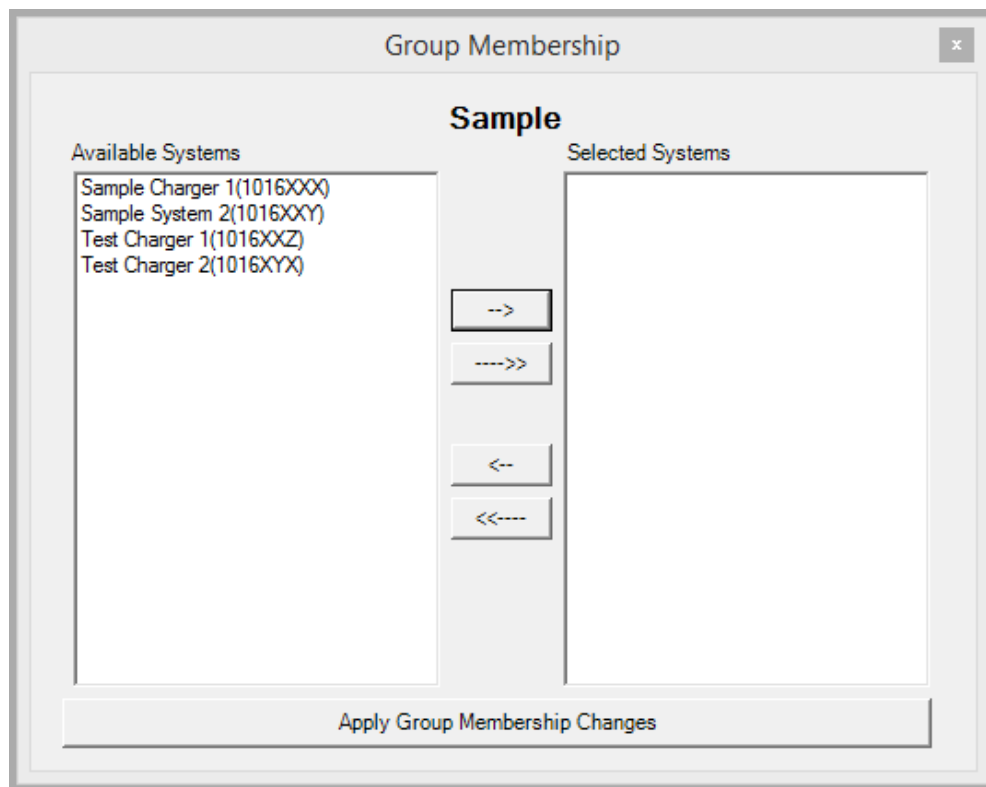 Group Membership
x
Sample
Available Systems
Selected Systems
Sample Charger 1(1016XXX)
Sample System 2(1016XXY)
Test Charger 1(1016XXZ)
Test Charger 2(1016XYX)
-->
---->>
<--
<<----
Apply Group Membership Changes